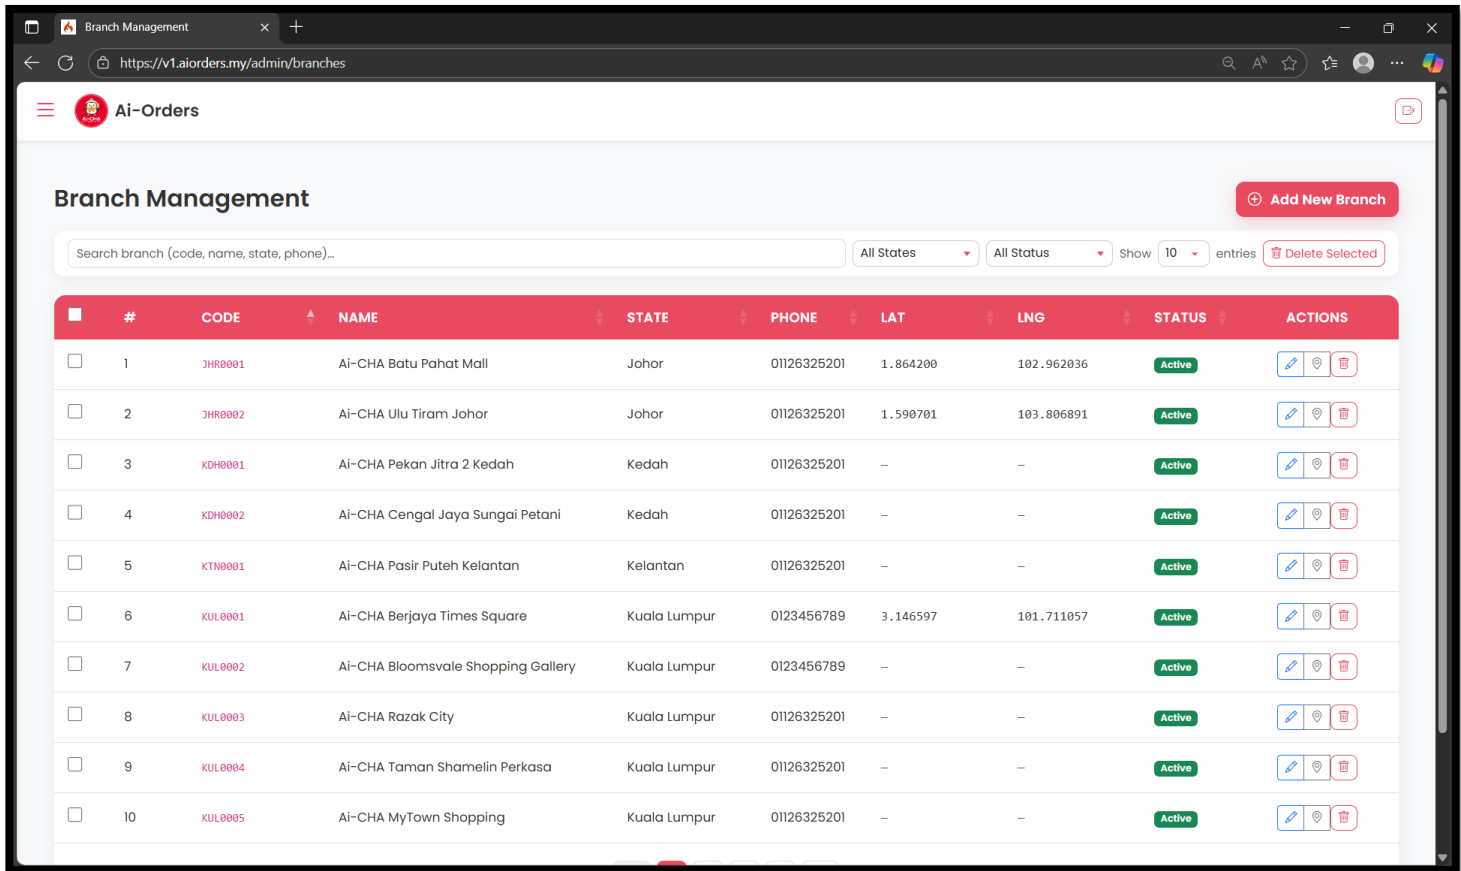 Branch Management
https://v1.aiorders.my/admin/branches
Ai-CHA
Ai-Orders
Branch Management
Add New Branch
Search branch (code, name, state, phone)...
All States
All Status
Show 10 entries
Delete Selected
# CODE NAME STATE PHONE LAT LNG STATUS ACTIONS
1 JHR0001 Ai-CHA Batu Pahat Mall Johor 01126325201 1.864200 102.962036 Active
2 JHR0002 Ai-CHA Ulu Tiram Johor Johor 01126325201 1.590701 103.806891 Active
3 KDH0001 Ai-CHA Pekan Jitra 2 Kedah Kedah 01126325201 – – Active
4 KDH0002 Ai-CHA Cengal Jaya Sungai Petani Kedah 01126325201 – – Active
5 KTN0001 Ai-CHA Pasir Puteh Kelantan Kelantan 01126325201 – – Active
6 KUL0001 Ai-CHA Berjaya Times Square Kuala Lumpur 0123456789 3.146597 101.711057 Active
7 KUL0002 Ai-CHA Bloomsvale Shopping Gallery Kuala Lumpur 0123456789 – – Active
8 KUL0003 Ai-CHA Razak City Kuala Lumpur 01126325201 – – Active
9 KUL0004 Ai-CHA Taman Shamelin Perkasa Kuala Lumpur 01126325201 – – Active
10 KUL0005 Ai-CHA MyTown Shopping Kuala Lumpur 01126325201 – – Active